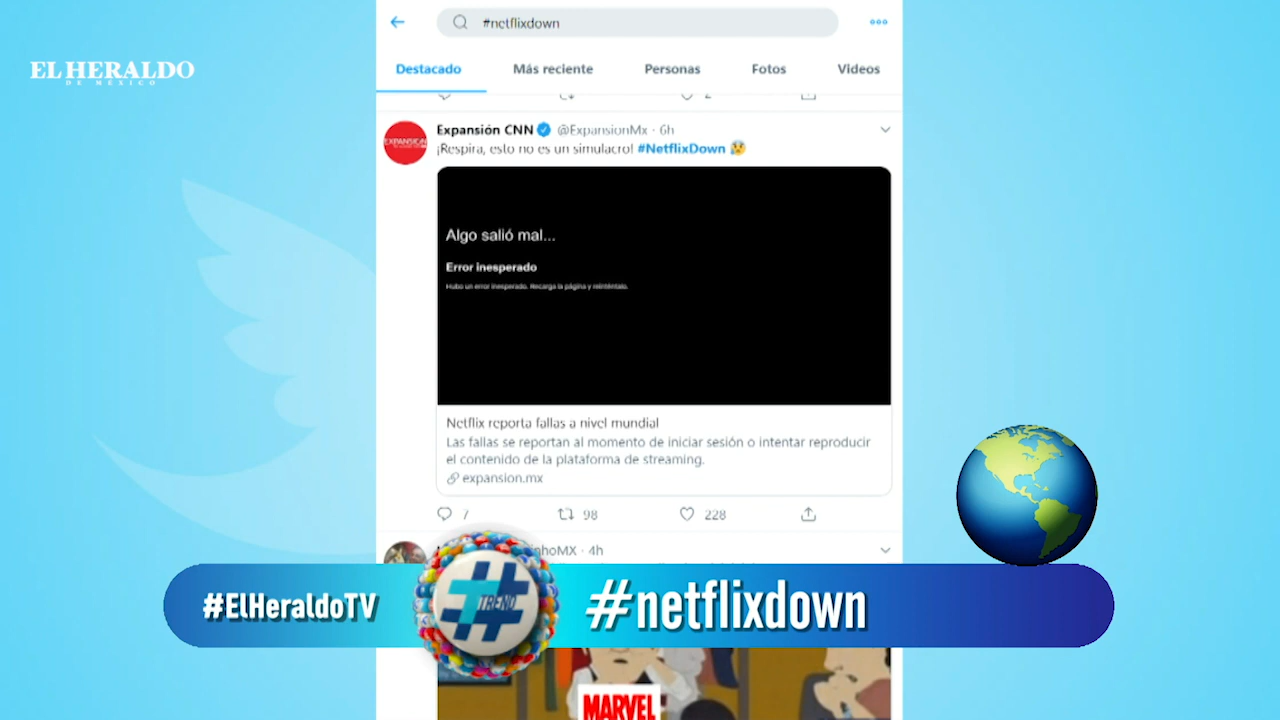 #netflixdown
EL HERALDO
DE MÉXICO
Destacado
Más reciente
Personas
Fotos
Videos
2
Expansión CNN @ExpansionMx · 6h
EXPANSIÓN
¡Respira, esto no es un simulacro! #NetflixDown
Algo salió mal...
Error inesperado
Hubo un error inesperado. Recarga la página y reinténtalo.
Netflix reporta fallas a nivel mundial
Las fallas se reportan al momento de iniciar sesión o intentar reproducir
el contenido de la plataforma de streaming.
expansion.mx
7
98
228
nhoMX · 4h
#ElHeraldoTV
# TREND
#netflixdown
MARVEL